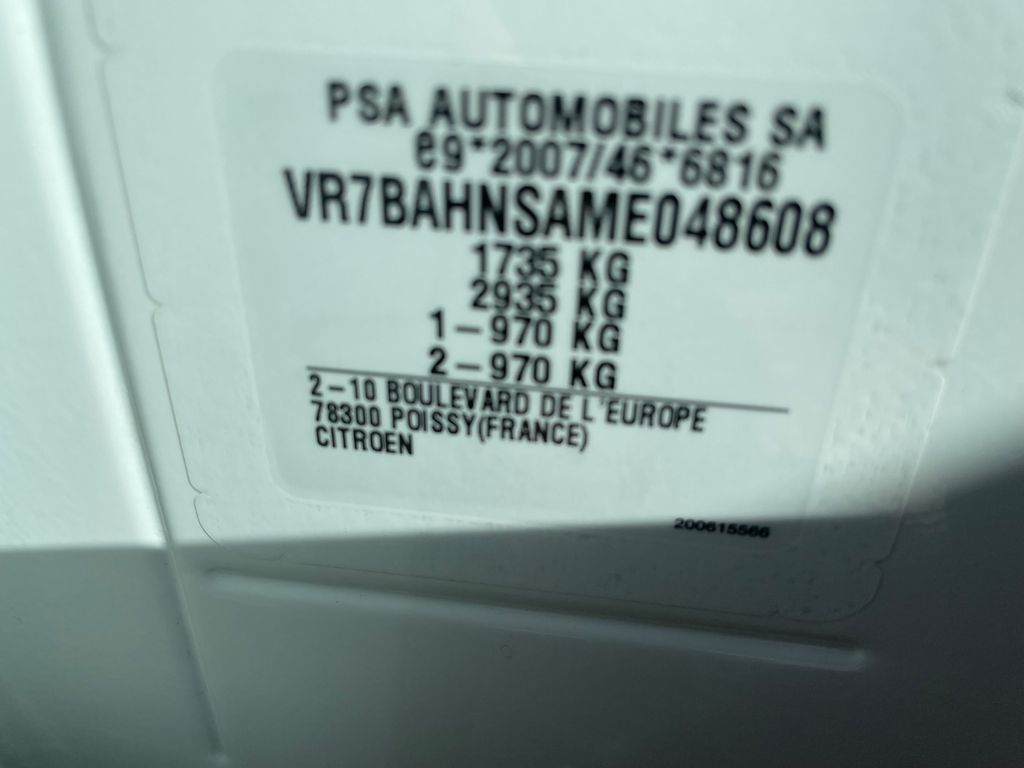 PSA AUTOMOBILES SA
e9*2007/46*6816
VR7BAHNSAME048608
1735 KG
2935 KG
1-970 KG
2-970 KG
2-10 BOULEVARD DE L'EUROPE
78300 POISSY(FRANCE)
CITROEN
200615566